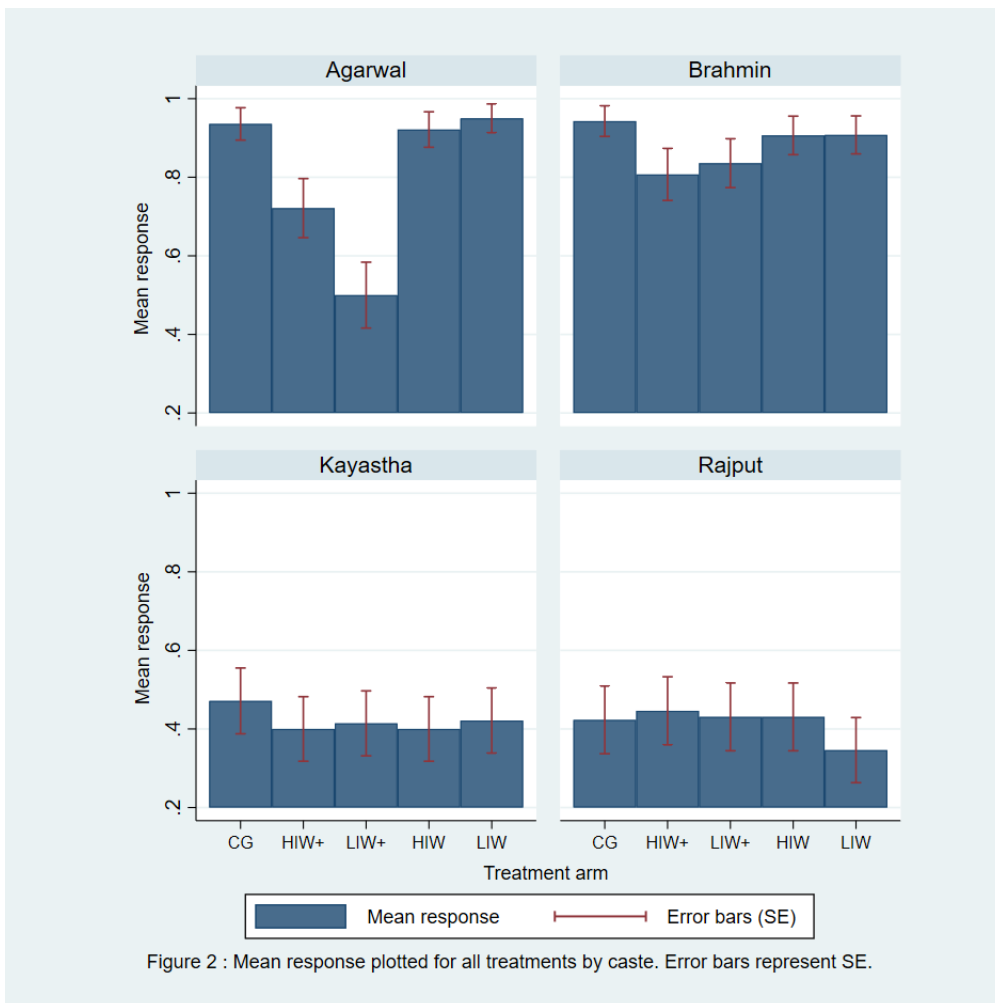 Agarwal
Brahmin
Mean response
1
.8
.6
.4
.2
Kayastha
Rajput
Mean response
1
.8
.6
.4
.2
CG HIW+ LIW+ HIW LIW
CG HIW+ LIW+ HIW LIW
Treatment arm
Mean response
Error bars (SE)
Figure 2 : Mean response plotted for all treatments by caste. Error bars represent SE.